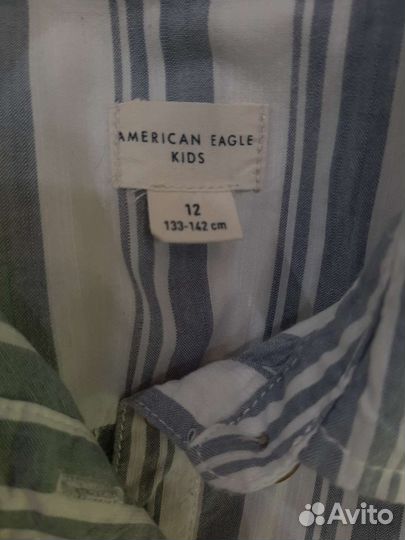 AMERICAN EAGLE
KIDS
12
133-142 cm
Avito